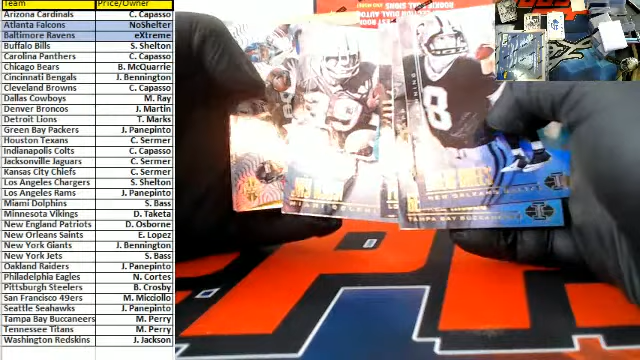 Team Price/Owner
Arizona Cardinals C. Capasso
Atlanta Falcons NoShelter
Baltimore Ravens eXtreme
Buffalo Bills S. Shelton
Carolina Panthers C. Capasso
Chicago Bears B. McQuarrie
Cincinnati Bengals J. Bennington
Cleveland Browns C. Capasso
Dallas Cowboys M. Ray
Denver Broncos J. Martin
Detroit Lions T. Marks
Green Bay Packers J. Panepinto
Houston Texans C. Sermer
Indianapolis Colts C. Capasso
Jacksonville Jaguars C. Sermer
Kansas City Chiefs C. Sermer
Los Angeles Chargers S. Shelton
Los Angeles Rams J. Panepinto
Miami Dolphins S. Bass
Minnesota Vikings D. Taketa
New England Patriots D. Osborne
New Orleans Saints E. Lopez
New York Giants J. Bennington
New York Jets S. Bass
Oakland Raiders J. Panepinto
Philadelphia Eagles N. Cortes
Pittsburgh Steelers B. Crosby
San Francisco 49ers M. Micciollo
Seattle Seahawks J. Panepinto
Tampa Bay Buccaneers M. Perry
Tennessee Titans M. Perry
Washington Redskins J. Jackson
NEW ORLEANS
TAMPA BAY